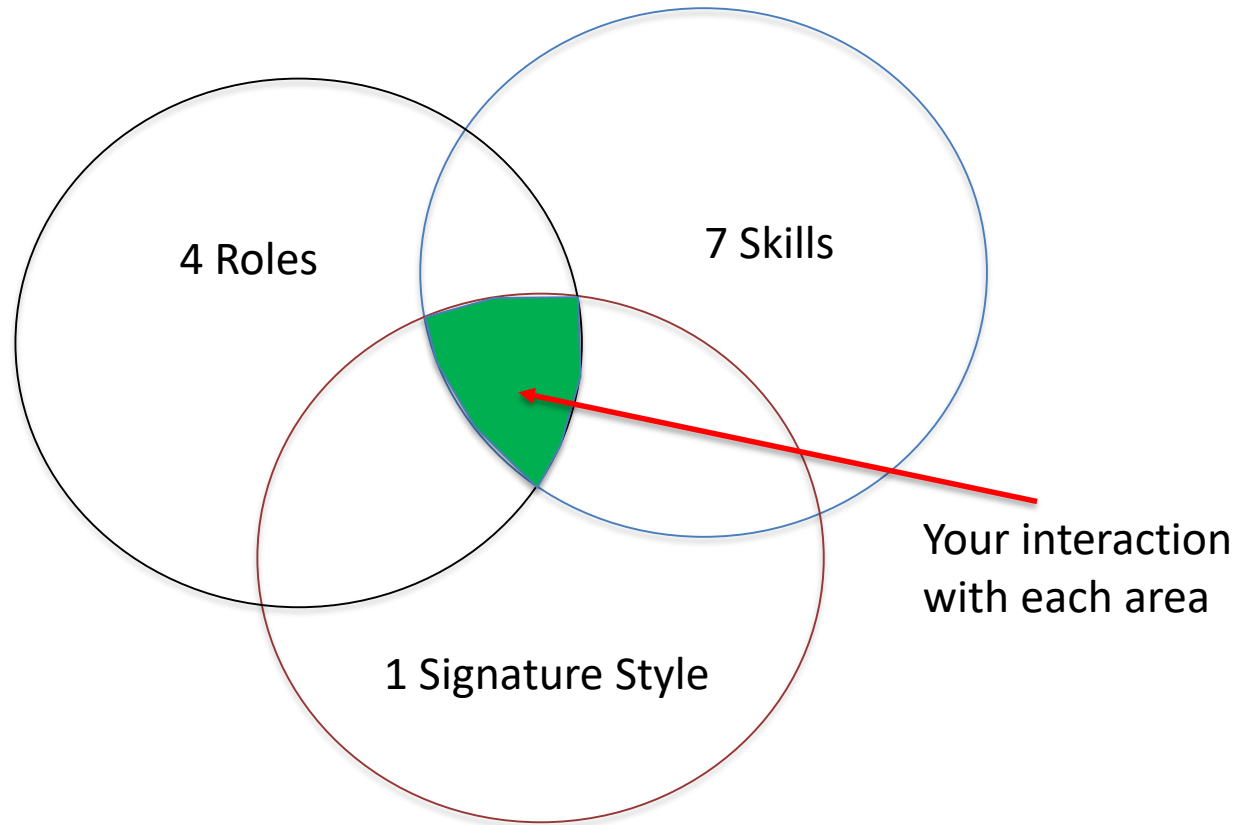 4 Roles
7 Skills
Your interaction
with each area
1 Signature Style